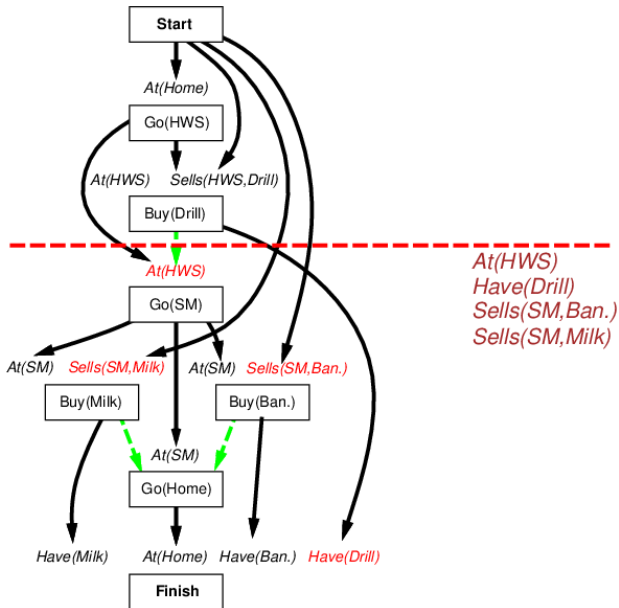 Start
At(Home)
Go(HWS)
At(HWS) Sells(HWS,Drill)
Buy(Drill)
At(HWS)
Go(SM)
At(SM) Sells(SM,Milk) At(SM) Sells(SM,Ban.)
Buy(Milk) Buy(Ban.)
At(SM)
Go(Home)
Have(Milk) At(Home) Have(Ban.) Have(Drill)
Finish
At(HWS)
Have(Drill)
Sells(SM,Ban.)
Sells(SM,Milk)